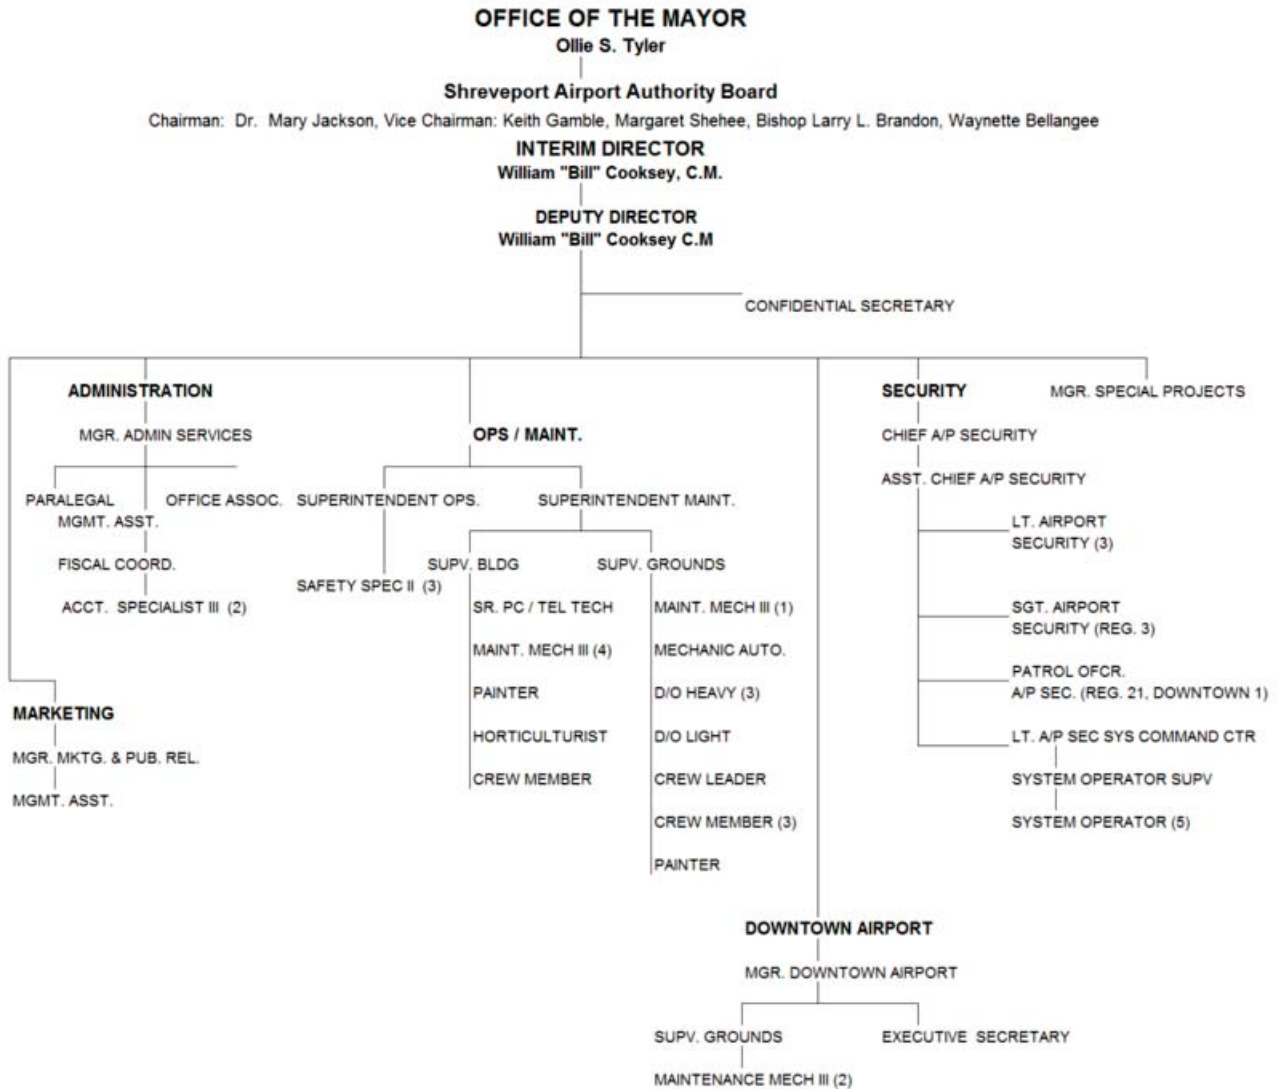 OFFICE OF THE MAYOR
Ollie S. Tyler
Shreveport Airport Authority Board
Chairman: Dr. Mary Jackson, Vice Chairman: Keith Gamble, Margaret Shehee, Bishop Larry L. Brandon, Waynette Bellangee
INTERIM DIRECTOR
William "Bill" Cooksey, C.M.
DEPUTY DIRECTOR
William "Bill" Cooksey C.M
CONFIDENTIAL SECRETARY
ADMINISTRATION
MGR. ADMIN SERVICES
PARALEGAL
OFFICE ASSOC.
MGMT. ASST.
FISCAL COORD.
ACCT. SPECIALIST III (2)
MARKETING
MGR. MKTG. & PUB. REL.
MGMT. ASST.
OPS / MAINT.
SUPERINTENDENT OPS.
SAFETY SPEC II (3)
SUPERINTENDENT MAINT.
SUPV. BLDG
SR. PC / TEL TECH
MAINT. MECH III (4)
PAINTER
HORTICULTURIST
CREW MEMBER
SUPV. GROUNDS
MAINT. MECH III (1)
MECHANIC AUTO.
D/O HEAVY (3)
D/O LIGHT
CREW LEADER
CREW MEMBER (3)
PAINTER
DOWNTOWN AIRPORT
MGR. DOWNTOWN AIRPORT
SUPV. GROUNDS
MAINTENANCE MECH III (2)
EXECUTIVE SECRETARY
SECURITY
CHIEF A/P SECURITY
ASST. CHIEF A/P SECURITY
LT. AIRPORT
SECURITY (3)
SGT. AIRPORT
SECURITY (REG. 3)
PATROL OFCR.
A/P SEC. (REG. 21, DOWNTOWN 1)
LT. A/P SEC SYS COMMAND CTR
SYSTEM OPERATOR SUPV
SYSTEM OPERATOR (5)
MGR. SPECIAL PROJECTS